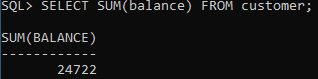 SQL> SELECT SUM(balance) FROM customer;
SUM(BALANCE)
------------
24722